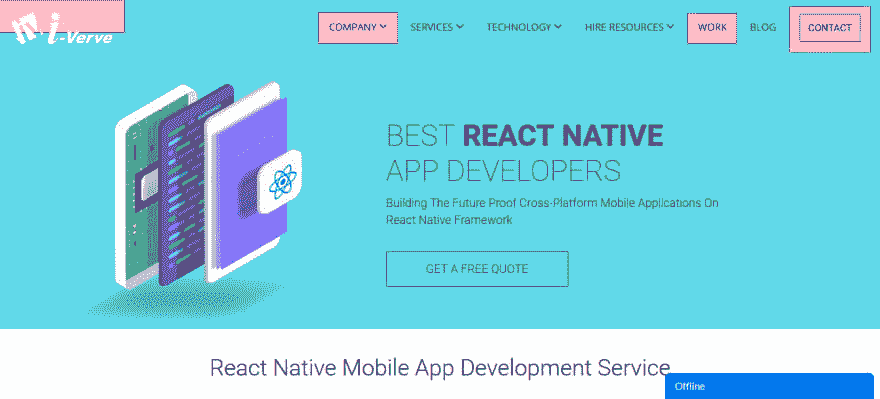 i-Verve
COMPANY SERVICES TECHNOLOGY HIRE RESOURCES WORK BLOG CONTACT
BEST REACT NATIVE
APP DEVELOPERS
Building The Future Proof Cross-Platform Mobile Applications On
React Native Framework
GET A FREE QUOTE
React Native Mobile App Development Service
Offline